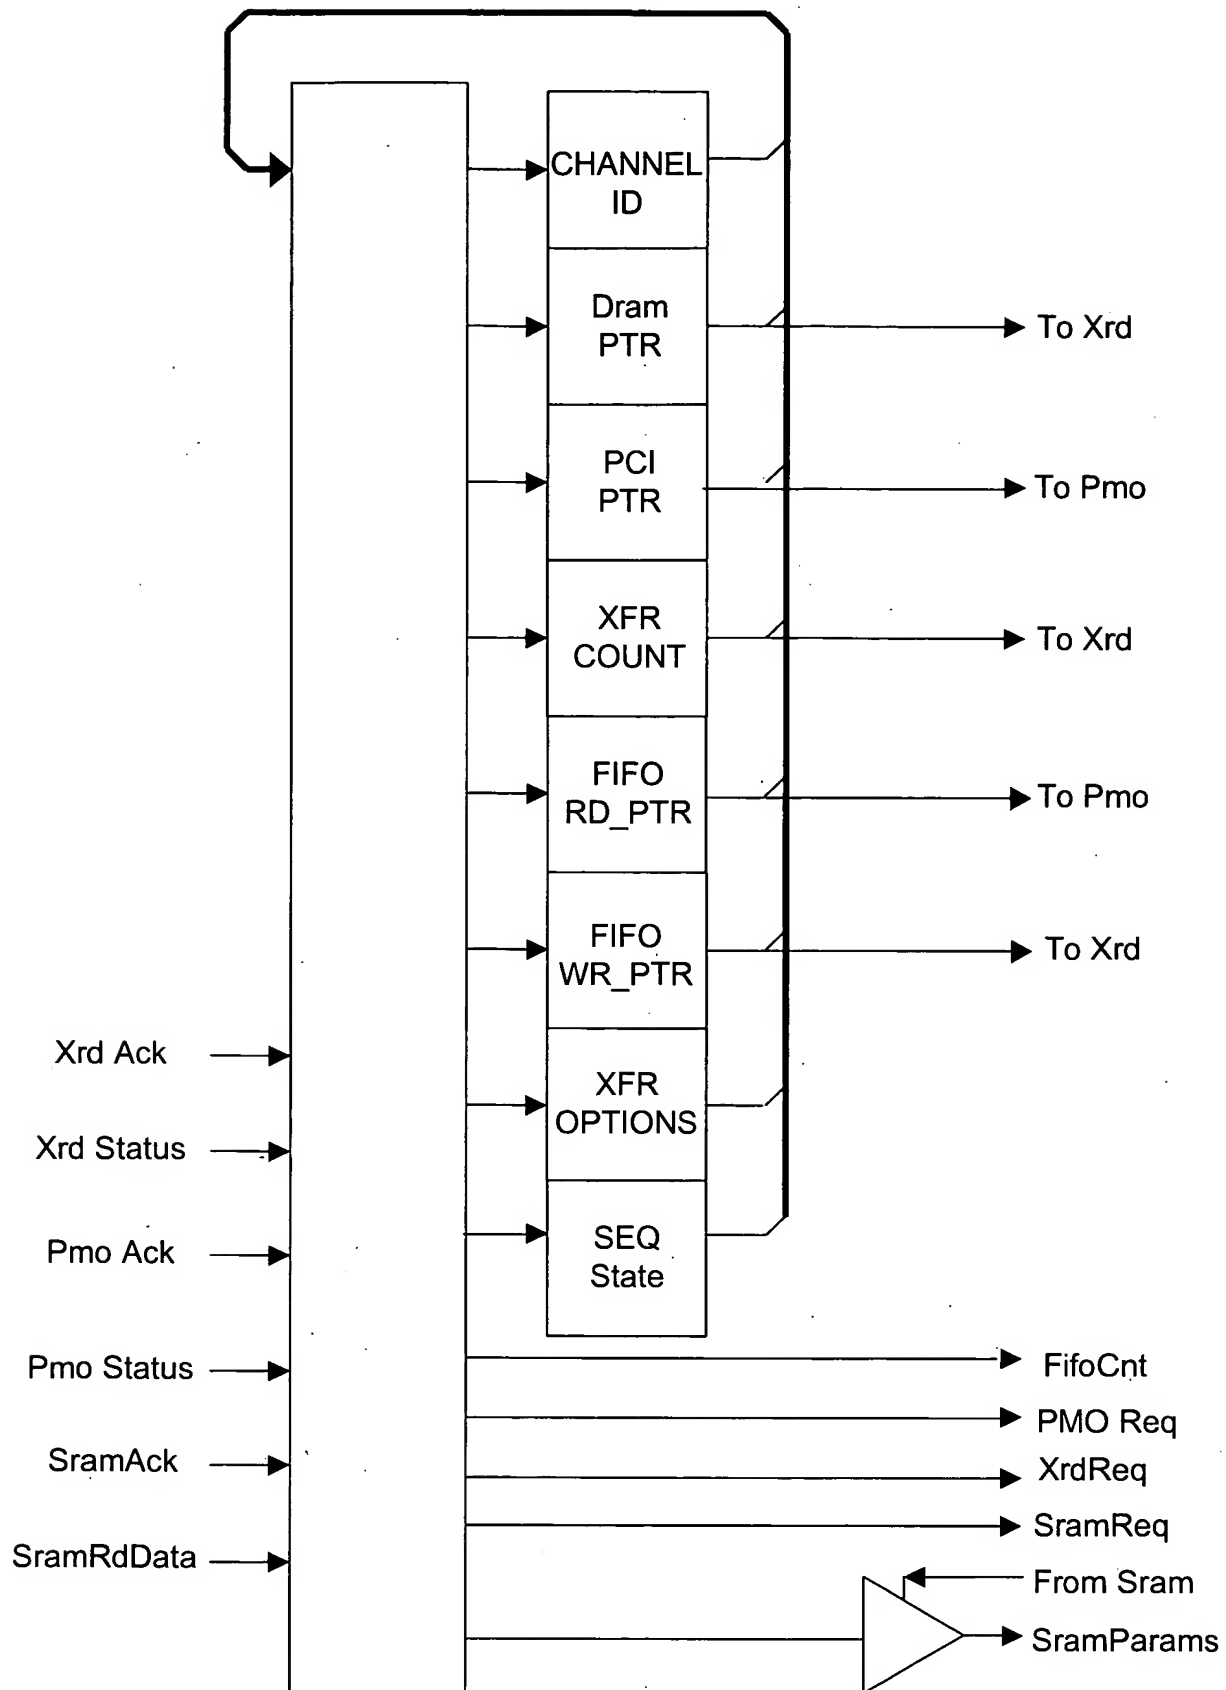 CHANNEL
ID
Dram
PTR
To Xrd
PCI
PTR
To Pmo
XFR
COUNT
To Xrd
FIFO
RD_PTR
To Pmo
FIFO
WR_PTR
To Xrd
Xrd Ack
XFR
OPTIONS
Xrd Status
Pmo Ack
SEQ
State
Pmo Status
FifoCnt
PMO Req
SramAck
XrdReq
SramReq
SramRdData
From Sram
SramParams